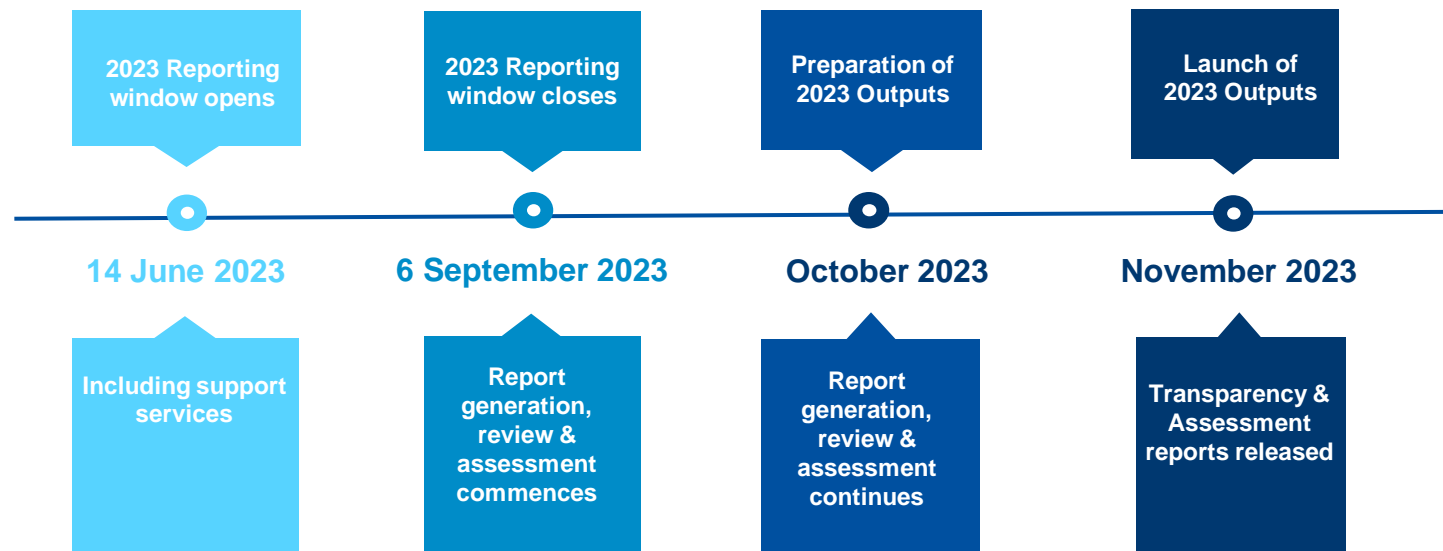 2023 Reporting
window opens
2023 Reporting
window closes
Preparation of
2023 Outputs
Launch of
2023 Outputs
14 June 2023
6 September 2023
October 2023
November 2023
Including support
services
Report
generation,
review &
assessment
commences
Report
generation,
review &
assessment
continues
Transparency &
Assessment
reports released